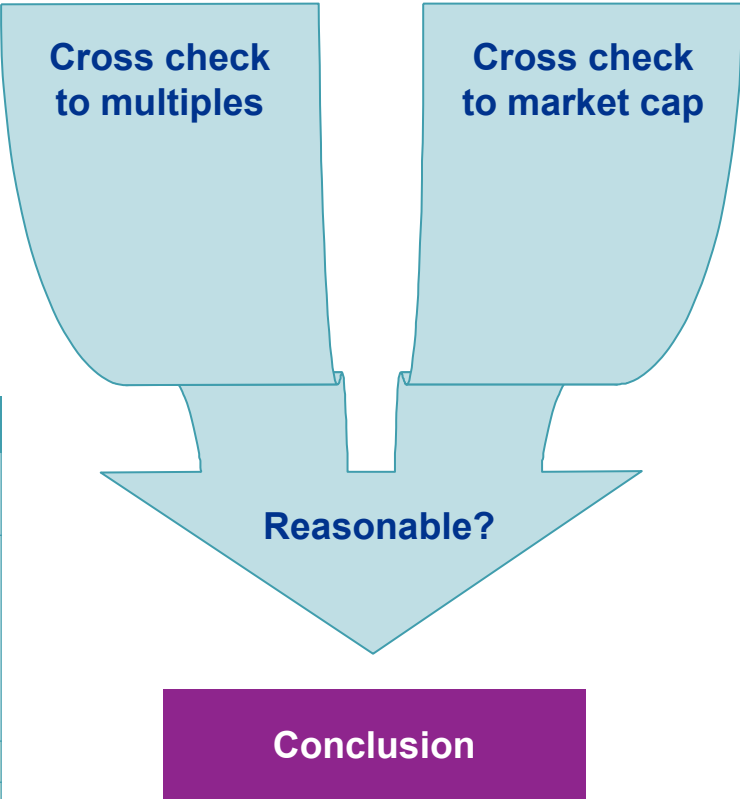 Cross check
to multiples
Cross check
to market cap
Reasonable?
Conclusion